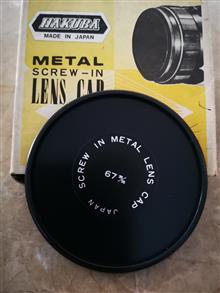 HAKUBA
MADE IN JAPAN
METAL
SCREW-IN
LENS CAP
SCREW IN METAL LENS CAP
67 m/m
JAPAN